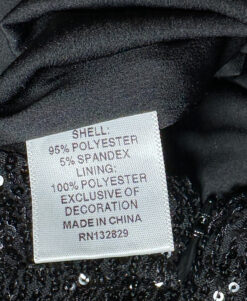 SHELL:
95% POLYESTER
5% SPANDEX
LINING:
100% POLYESTER
EXCLUSIVE OF
DECORATION
MADE IN CHINA
RN132829